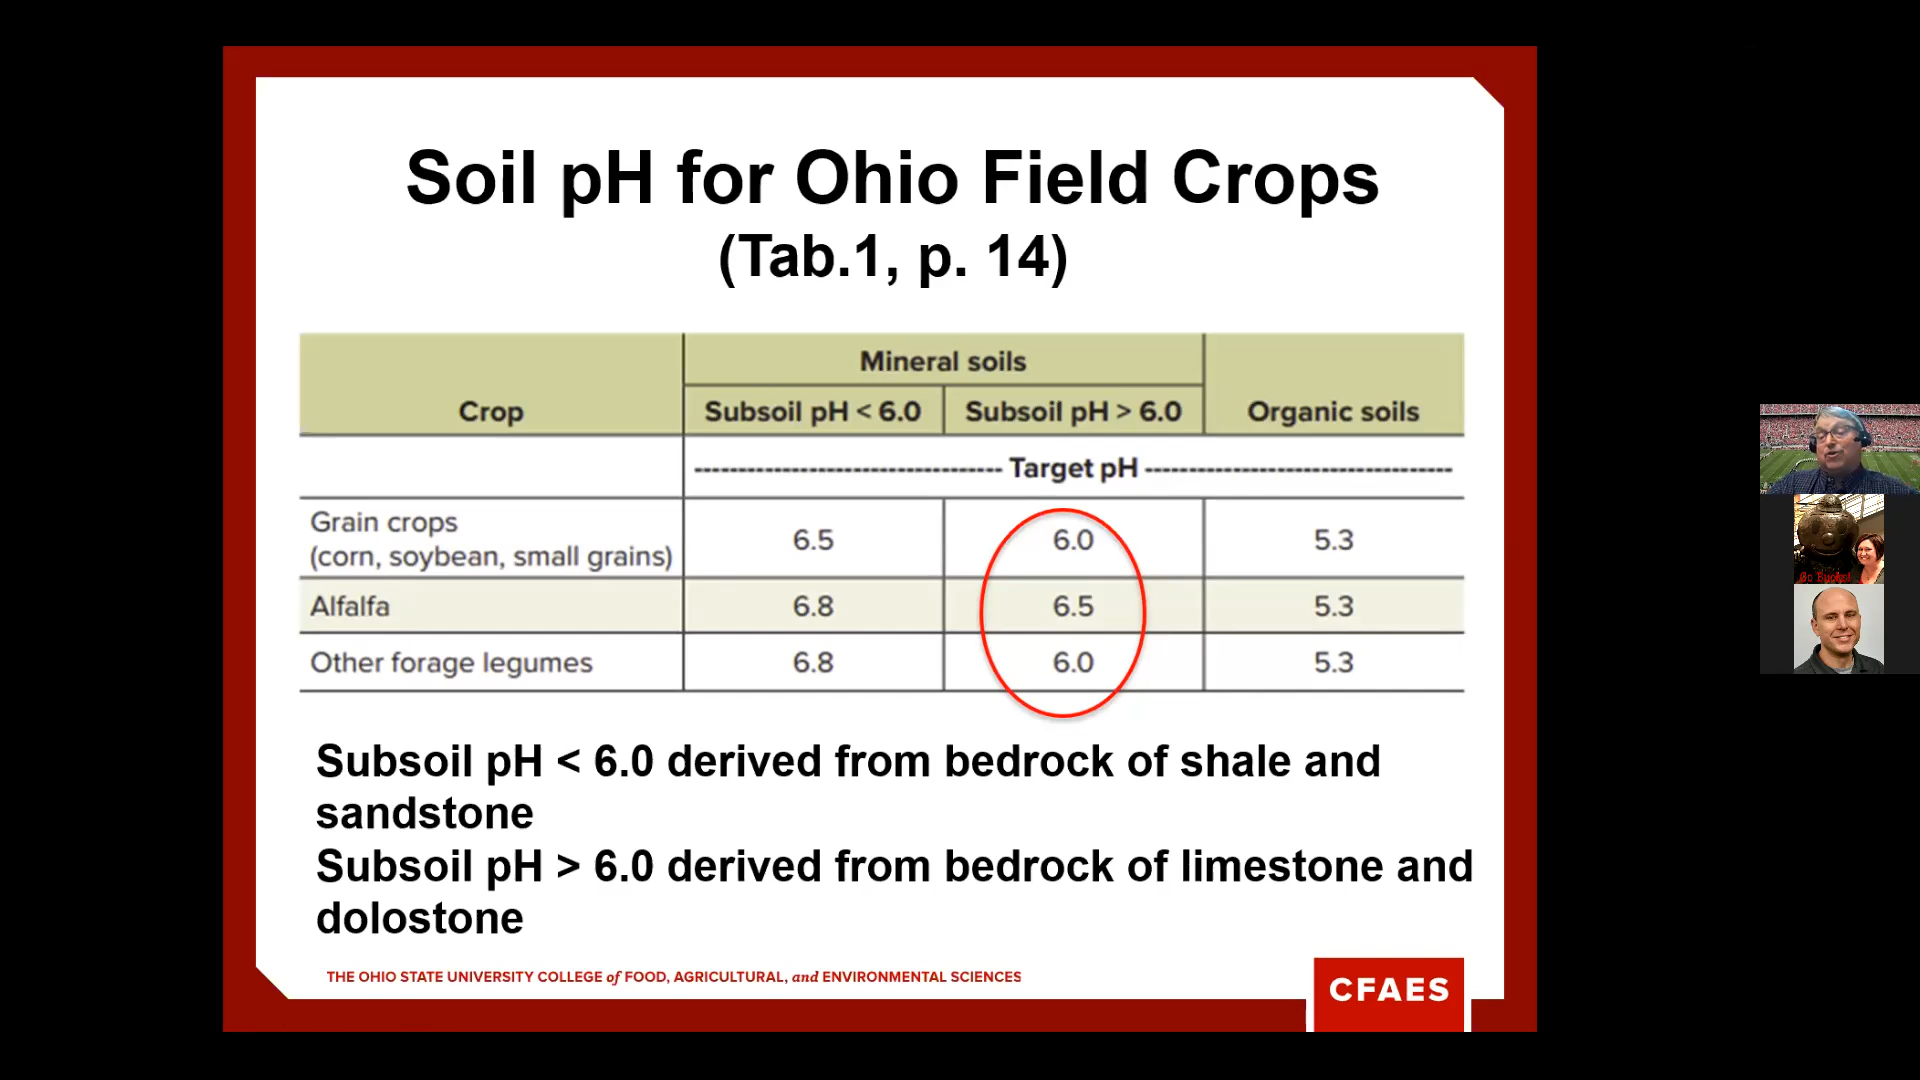 Soil pH for Ohio Field Crops
(Tab.1, p. 14)
Crop
Mineral soils
Subsoil pH < 6.0
Subsoil pH > 6.0
Organic soils
---------------------------------- Target pH ----------------------------------
Grain crops
(corn, soybean, small grains)
6.5
6.0
5.3
Alfalfa
6.8
6.5
5.3
Other forage legumes
6.8
6.0
5.3
Subsoil pH < 6.0 derived from bedrock of shale and
sandstone
Subsoil pH > 6.0 derived from bedrock of limestone and
dolostone
THE OHIO STATE UNIVERSITY COLLEGE of FOOD, AGRICULTURAL, and ENVIRONMENTAL SCIENCES
CFAES
Go Bucks!